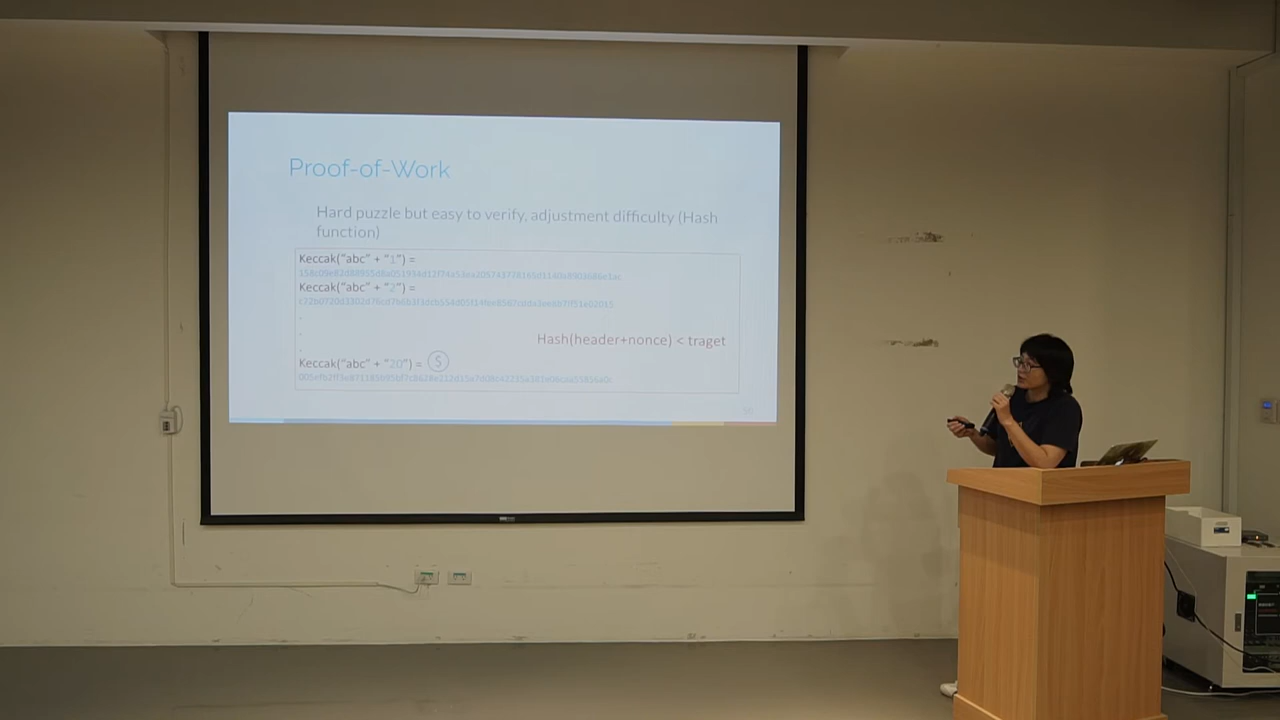 Proof-of-Work
Hard puzzle but easy to verify, adjustment difficulty (Hash
function)
Keccak("abc" + "1") =
Keccak("abc" + "2") =
.
.
.
Hash(header+nonce) < traget
Keccak("abc" + "20") = $